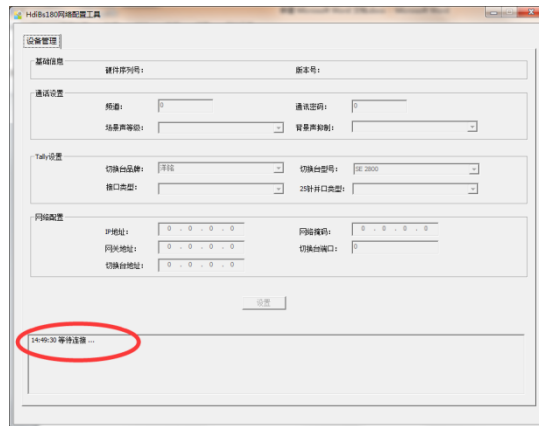 HdiBs180网络配置工具
设备管理
基础信息
硬件序列号： 版本号：
通话设置
频道： 0 通讯密码： 0
场景声等级： 背景声抑制：
Tally设置
切换台品牌： 洋铭 切换台型号： SE 2800
接口类型： 25针并口类型：
网络配置
IP地址： 0 . 0 . 0 . 0 网络掩码： 0 . 0 . 0 . 0
网关地址： 0 . 0 . 0 . 0 切换台端口： 0
切换台地址： 0 . 0 . 0 . 0
设置
14:49:30 等待连接 ...